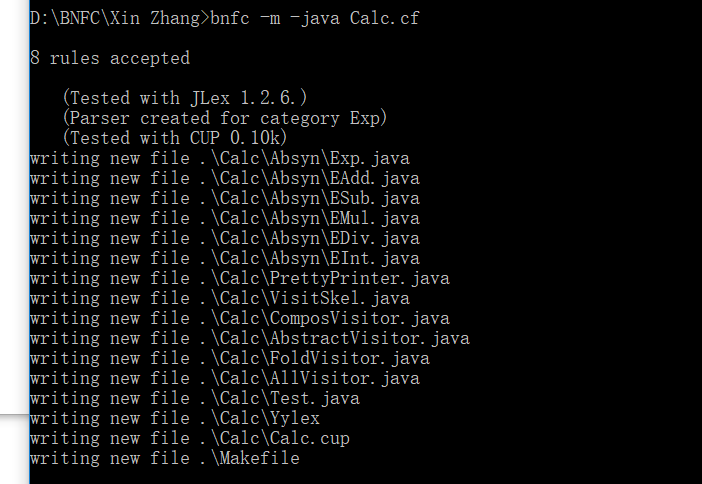 D:\BNFC\Xin Zhang>bnfc -m -java Calc.cf
8 rules accepted
(Tested with JLex 1.2.6.)
(Parser created for category Exp)
(Tested with CUP 0.10k)
writing new file .\Calc\Absyn\Exp.java
writing new file .\Calc\Absyn\EAdd.java
writing new file .\Calc\Absyn\ESub.java
writing new file .\Calc\Absyn\EMul.java
writing new file .\Calc\Absyn\EDiv.java
writing new file .\Calc\Absyn\EInt.java
writing new file .\Calc\PrettyPrinter.java
writing new file .\Calc\VisitSkel.java
writing new file .\Calc\ComposVisitor.java
writing new file .\Calc\AbstractVisitor.java
writing new file .\Calc\FoldVisitor.java
writing new file .\Calc\AllVisitor.java
writing new file .\Calc\Test.java
writing new file .\Calc\Yylex
writing new file .\Calc\Calc.cup
writing new file .\Makefile